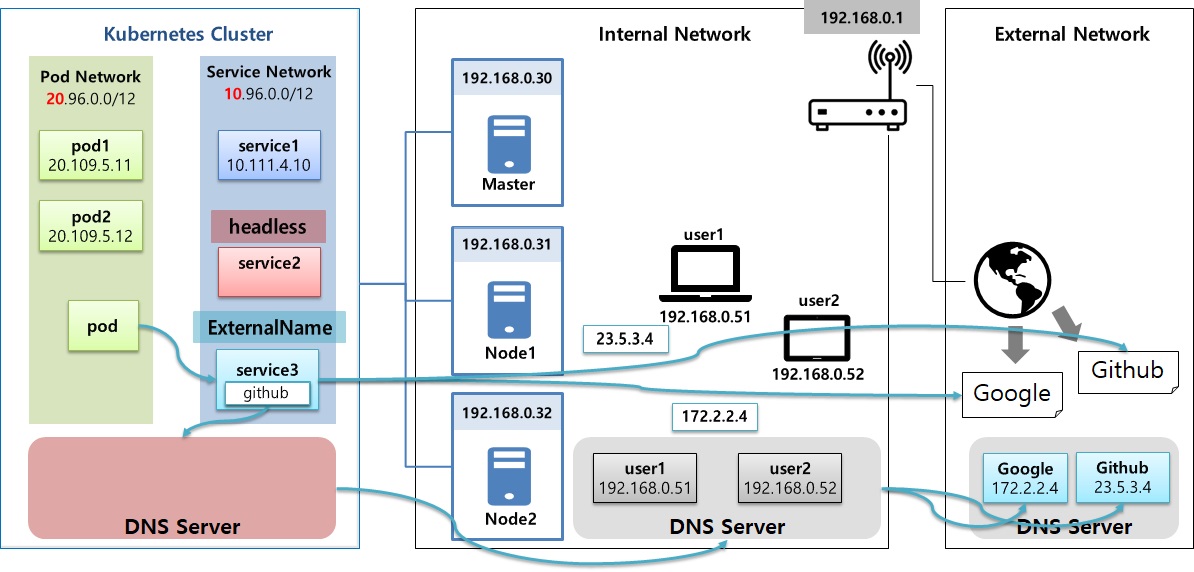 Kubernetes Cluster
Pod Network
20.96.0.0/12
pod1
20.109.5.11
pod2
20.109.5.12
pod
Service Network
10.96.0.0/12
service1
10.111.4.10
headless
service2
ExternalName
service3
github
DNS Server
Internal Network
192.168.0.30
Master
192.168.0.31
Node1
192.168.0.32
Node2
192.168.0.1
user1
192.168.0.51
user2
192.168.0.52
23.5.3.4
172.2.2.4
user1
192.168.0.51
user2
192.168.0.52
DNS Server
External Network
Github
Google
Google
172.2.2.4
Github
23.5.3.4
DNS Server